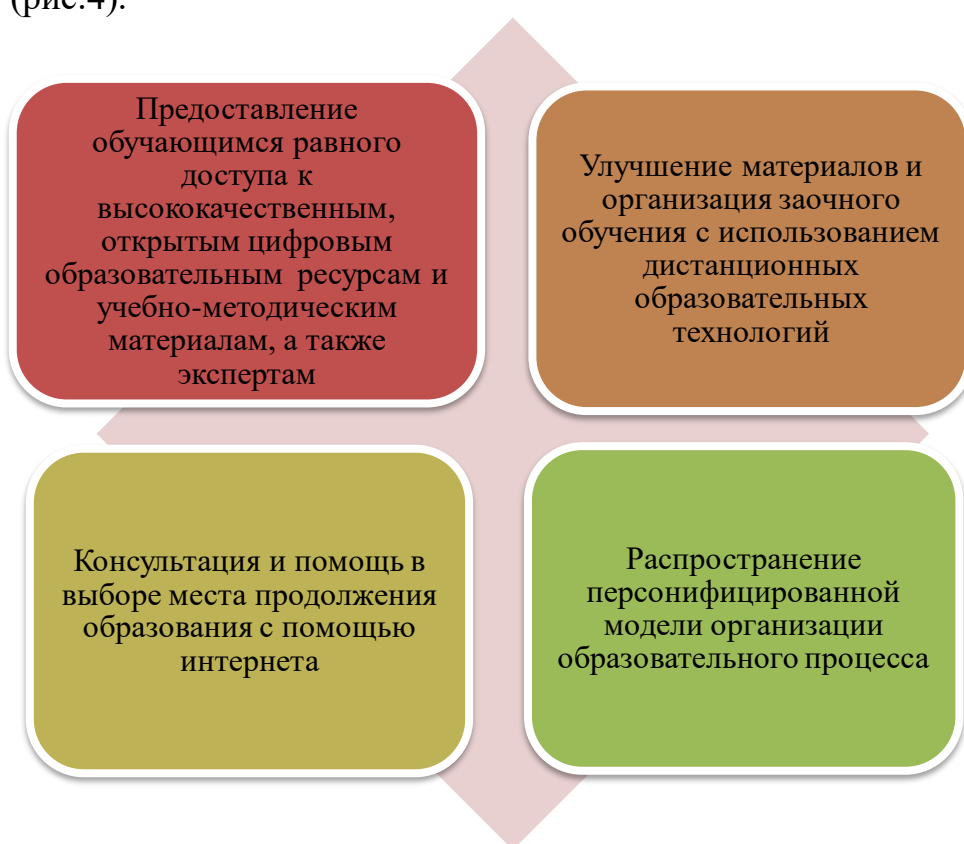 (рис.4).
Предоставление
обучающимся равного
доступа к
высококачественным,
открытым цифровым
образовательным ресурсам и
учебно-методическим
материалам, а также
экспертам
Улучшение материалов и
организация заочного
обучения с использованием
дистанционных
образовательных
технологий
Консультация и помощь в
выборе места продолжения
образования с помощью
интернета
Распространение
персонифицированной
модели организации
образовательного процесса